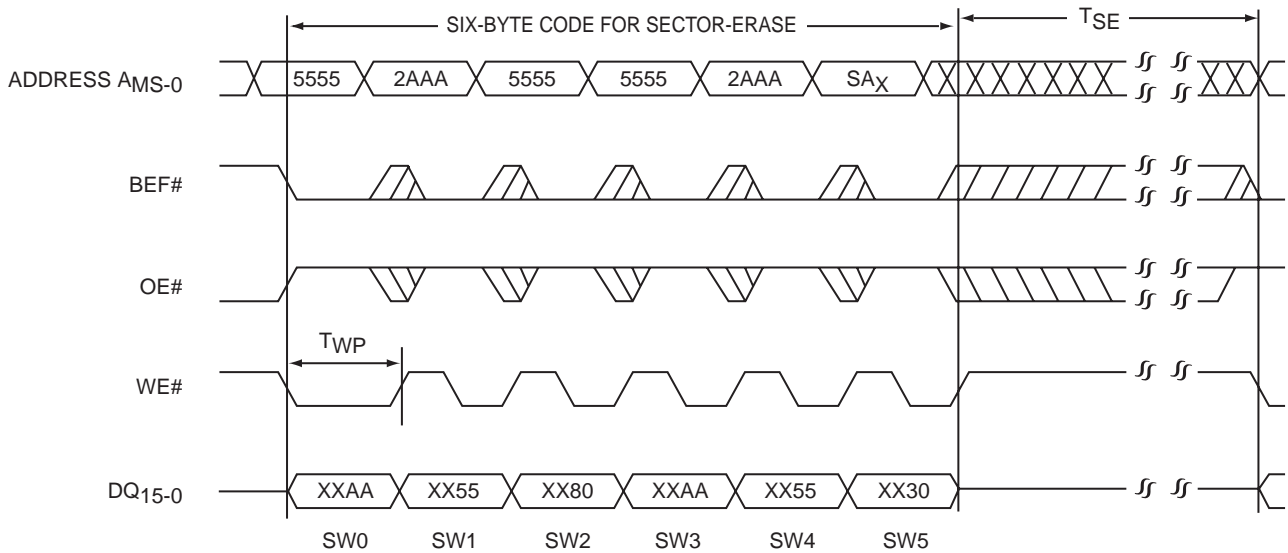 SIX-BYTE CODE FOR SECTOR-ERASE TSE
ADDRESS AMS-0 5555 2AAA 5555 5555 2AAA SAX
BEF#
OE#
TWP
WE#
DQ15-0 XXAA XX55 XX80 XXAA XX55 XX30
SW0 SW1 SW2 SW3 SW4 SW5